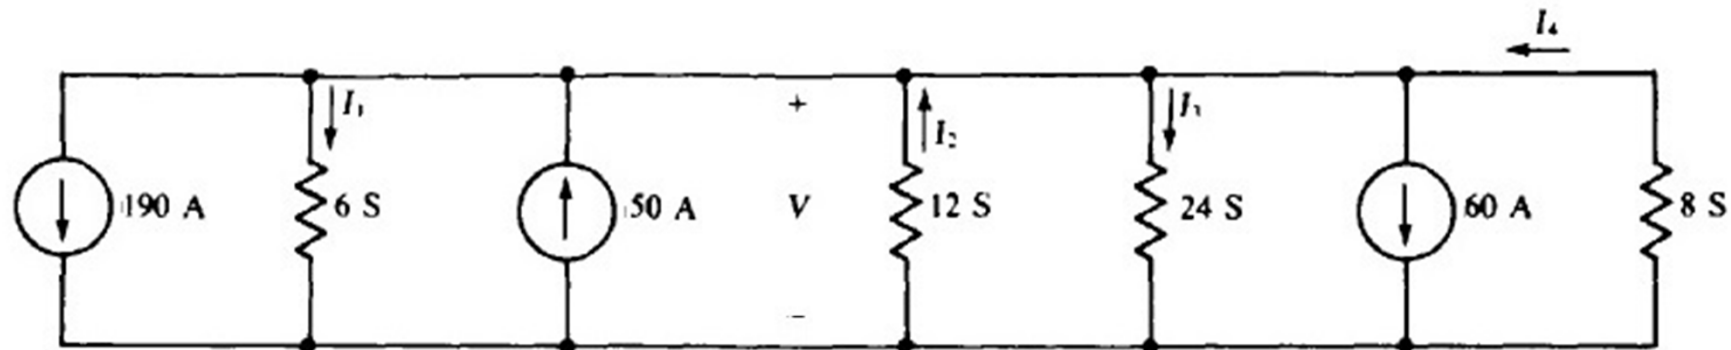 I₄
I₁
+
I₂
I₃
190 A
6 S
50 A
V
12 S
24 S
60 A
8 S
−